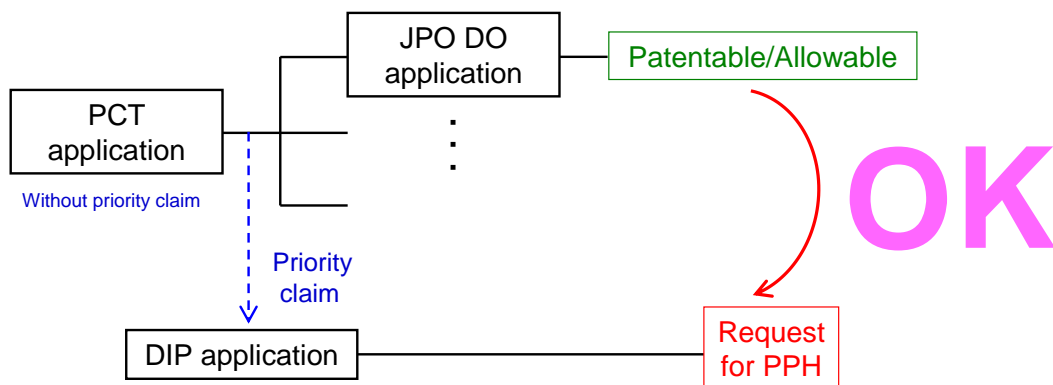 JPO DO
application
Patentable/Allowable
PCT
application
Without priority claim
OK
Priority
claim
DIP application
Request
for PPH